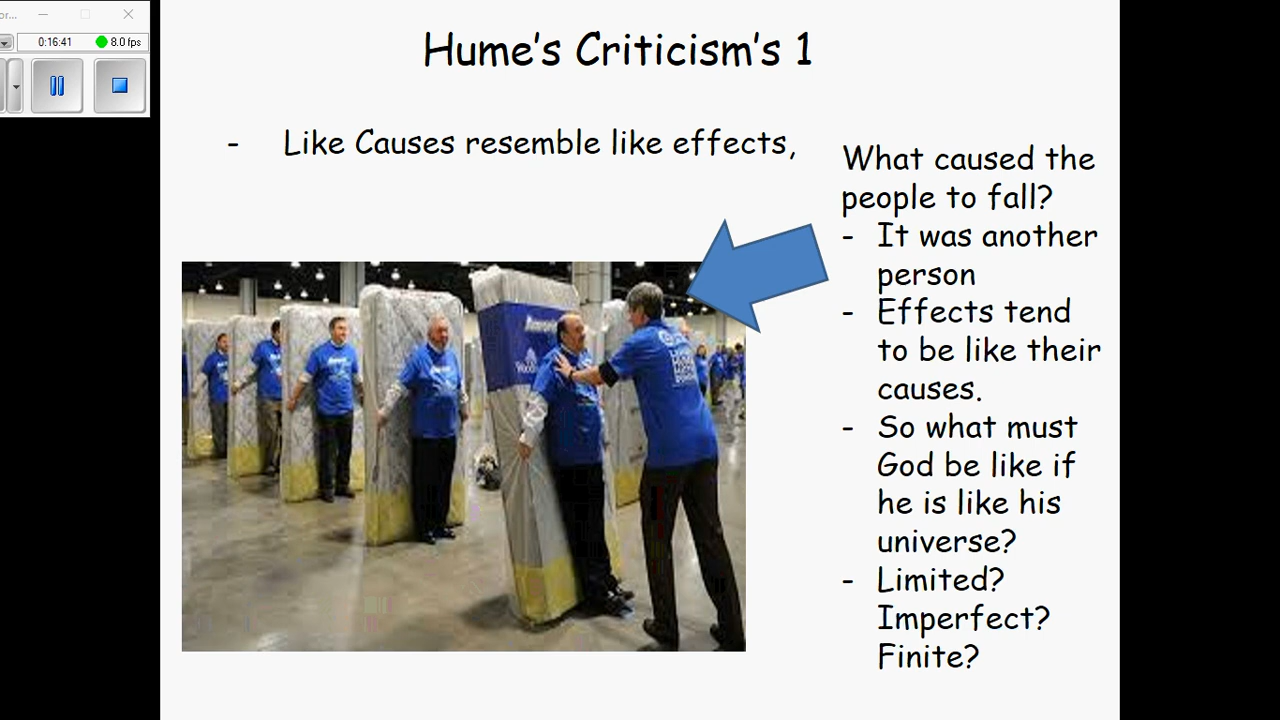 or...
0:16:41
8.0 fps
Hume's Criticism's 1
- Like Causes resemble like effects,
What caused the
people to fall?
- It was another
person
- Effects tend
to be like their
causes.
- So what must
God be like if
he is like his
universe?
- Limited?
Imperfect?
Finite?